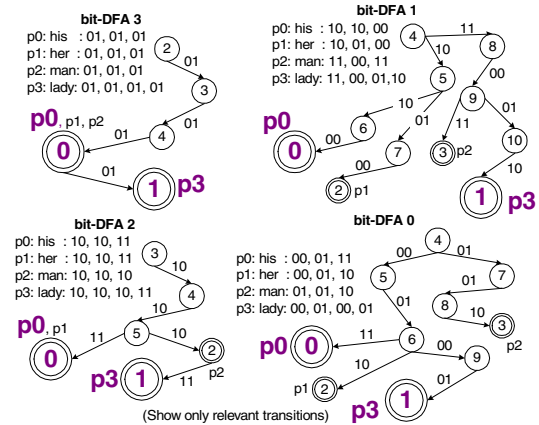 bit-DFA 3
p0: his : 01, 01, 01
p1: her : 01, 01, 01
p2: man: 01, 01, 01
p3: lady: 01, 01, 01, 01
2
01
3
01
4
01
p0, p1, p2
0
01
1 p3
bit-DFA 1
p0: his : 10, 10, 00
p1: her : 10, 01, 00
p2: man: 11, 00, 11
p3: lady: 11, 00, 01,10
4
11
8
10
5
00
9
10
01
11
01
p0
6
0
00
7
3 p2
10
00
10
2 p1
1 p3
bit-DFA 2
p0: his : 10, 10, 11
p1: her : 10, 10, 11
p2: man: 10, 10, 10
p3: lady: 10, 10, 10, 11
3
10
4
10
p0, p1
5
11
10
0
2
p2
p3 1
11
bit-DFA 0
p0: his : 00, 01, 11
p1: her : 00, 01, 10
p2: man: 01, 01, 10
p3: lady: 00, 01, 00, 01
4
00
01
5
7
01
01
8
10
3
p2
p0 0
11
6
00
10
9
p1 2
01
p3 1
(Show only relevant transitions)